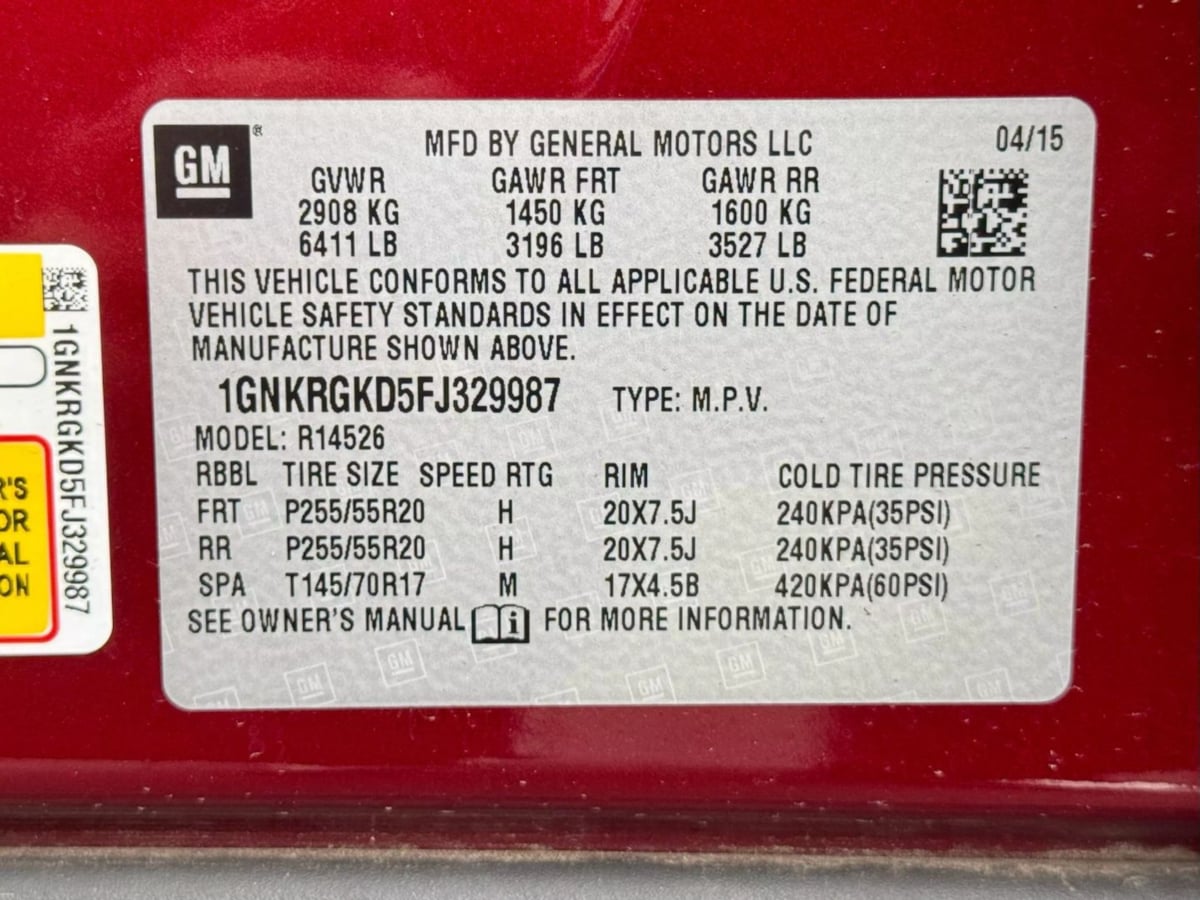 GM ®
MFD BY GENERAL MOTORS LLC 04/15
GVWR GAWR FRT GAWR RR
2908 KG 1450 KG 1600 KG
6411 LB 3196 LB 3527 LB
THIS VEHICLE CONFORMS TO ALL APPLICABLE U.S. FEDERAL MOTOR
VEHICLE SAFETY STANDARDS IN EFFECT ON THE DATE OF
MANUFACTURE SHOWN ABOVE.
1GNKRGKD5FJ329987 TYPE: M.P.V.
MODEL: R14526
RBBL TIRE SIZE SPEED RTG RIM COLD TIRE PRESSURE
FRT P255/55R20 H 20X7.5J 240KPA(35PSI)
RR P255/55R20 H 20X7.5J 240KPA(35PSI)
SPA T145/70R17 M 17X4.5B 420KPA(60PSI)
SEE OWNER'S MANUAL i FOR MORE INFORMATION.
1GNKRGKD5FJ329987
R'S
OR
AL
ON